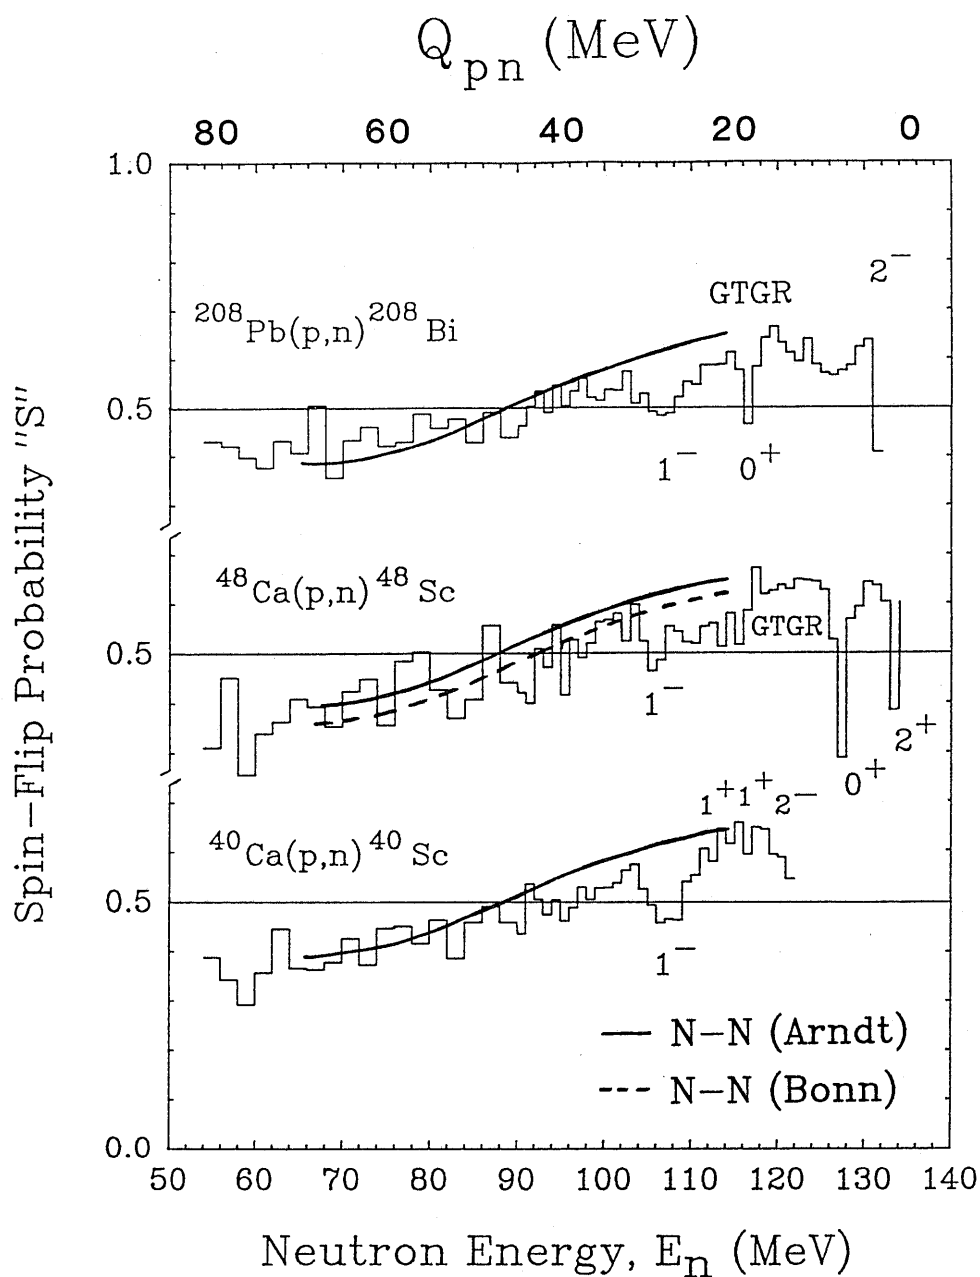 Q_pn (MeV)
80 60 40 20 0
1.0
2⁻
GTGR
²⁰⁸Pb(p,n)²⁰⁸Bi
0.5
1⁻ 0⁺
⁴⁸Ca(p,n)⁴⁸Sc
GTGR
0.5
1⁻
2⁺
0⁺
1⁺1⁺2⁻
⁴⁰Ca(p,n)⁴⁰Sc
0.5
1⁻
N–N (Arndt)
N–N (Bonn)
0.0
50 60 70 80 90 100 110 120 130 140
Neutron Energy, E_n (MeV)
Spin–Flip Probability "S"